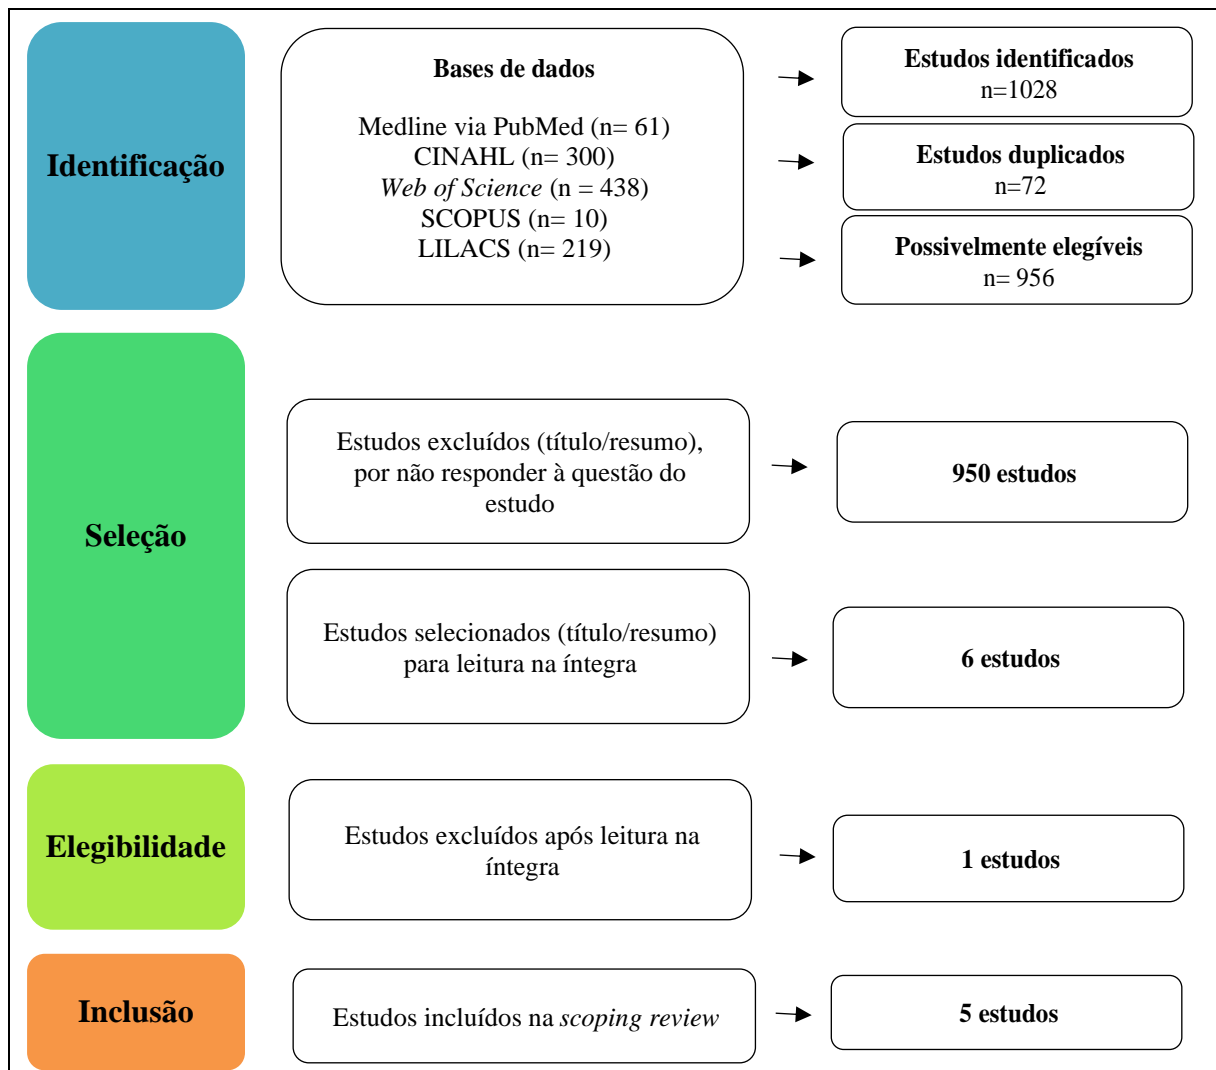 Identificação
Bases de dados
Medline via PubMed (n= 61)
CINAHL (n= 300)
Web of Science (n = 438)
SCOPUS (n= 10)
LILACS (n= 219)
Estudos identificados
n=1028
Estudos duplicados
n=72
Possivelmente elegíveis
n= 956
Seleção
Estudos excluídos (título/resumo),
por não responder à questão do
estudo
950 estudos
Estudos selecionados (título/resumo)
para leitura na íntegra
6 estudos
Elegibilidade
Estudos excluídos após leitura na
íntegra
1 estudos
Inclusão
Estudos incluídos na scoping review
5 estudos